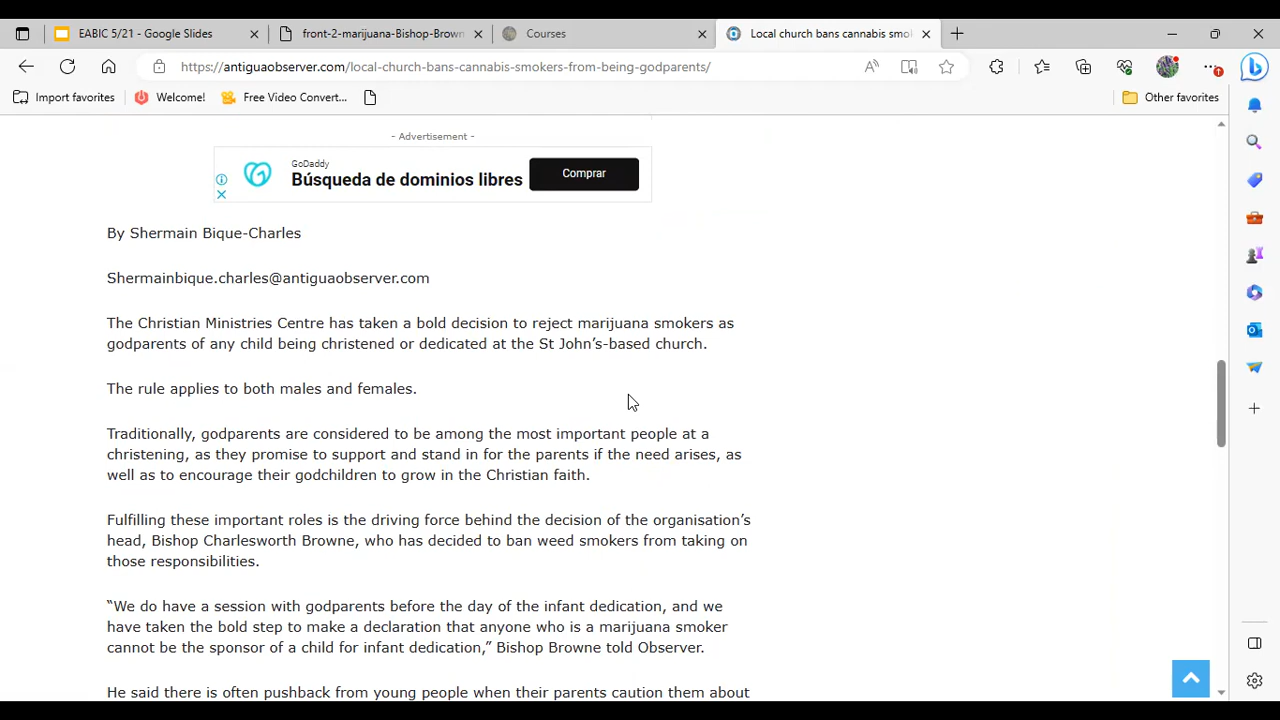 EABIC 5/21 - Google Slides
front-2-marijuana-Bishop-Brown
Courses
Local church bans cannabis smo
https://antiguaobserver.com/local-church-bans-cannabis-smokers-from-being-godparents/
Import favorites
Welcome!
Free Video Convert...
Other favorites
- Advertisement -
GoDaddy
Búsqueda de dominios libres
Comprar
By Shermain Bique-Charles
Shermainbique.charles@antiguaobserver.com
The Christian Ministries Centre has taken a bold decision to reject marijuana smokers as
godparents of any child being christened or dedicated at the St John’s-based church.
The rule applies to both males and females.
Traditionally, godparents are considered to be among the most important people at a
christening, as they promise to support and stand in for the parents if the need arises, as
well as to encourage their godchildren to grow in the Christian faith.
Fulfilling these important roles is the driving force behind the decision of the organisation’s
head, Bishop Charlesworth Browne, who has decided to ban weed smokers from taking on
those responsibilities.
“We do have a session with godparents before the day of the infant dedication, and we
have taken the bold step to make a declaration that anyone who is a marijuana smoker
cannot be the sponsor of a child for infant dedication,” Bishop Browne told Observer.
He said there is often pushback from young people when their parents caution them about